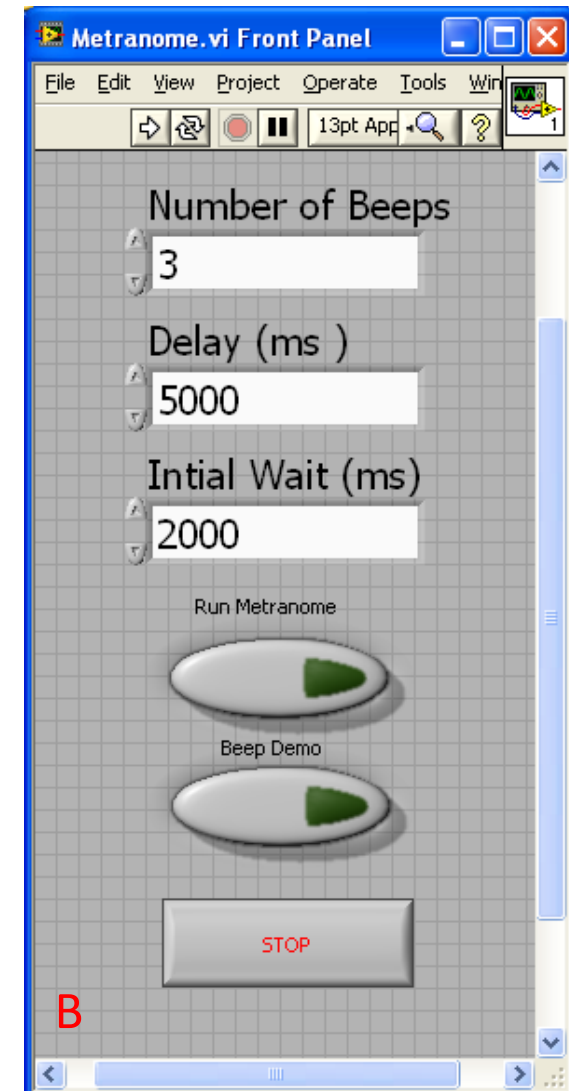 Metranome.vi Front Panel
File Edit View Project Operate Tools Win
13pt App
1
Number of Beeps
3
Delay (ms )
5000
Intial Wait (ms)
2000
Run Metranome
Beep Demo
STOP
B